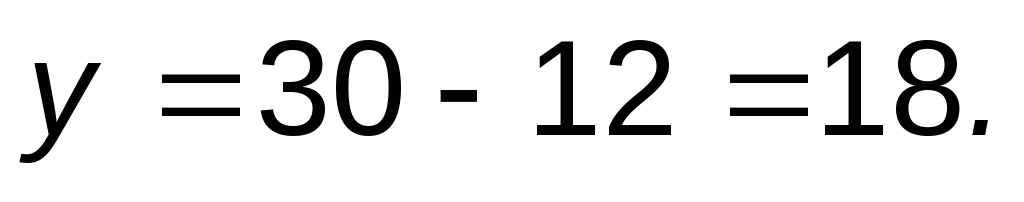 y = 30 - 12 = 18.